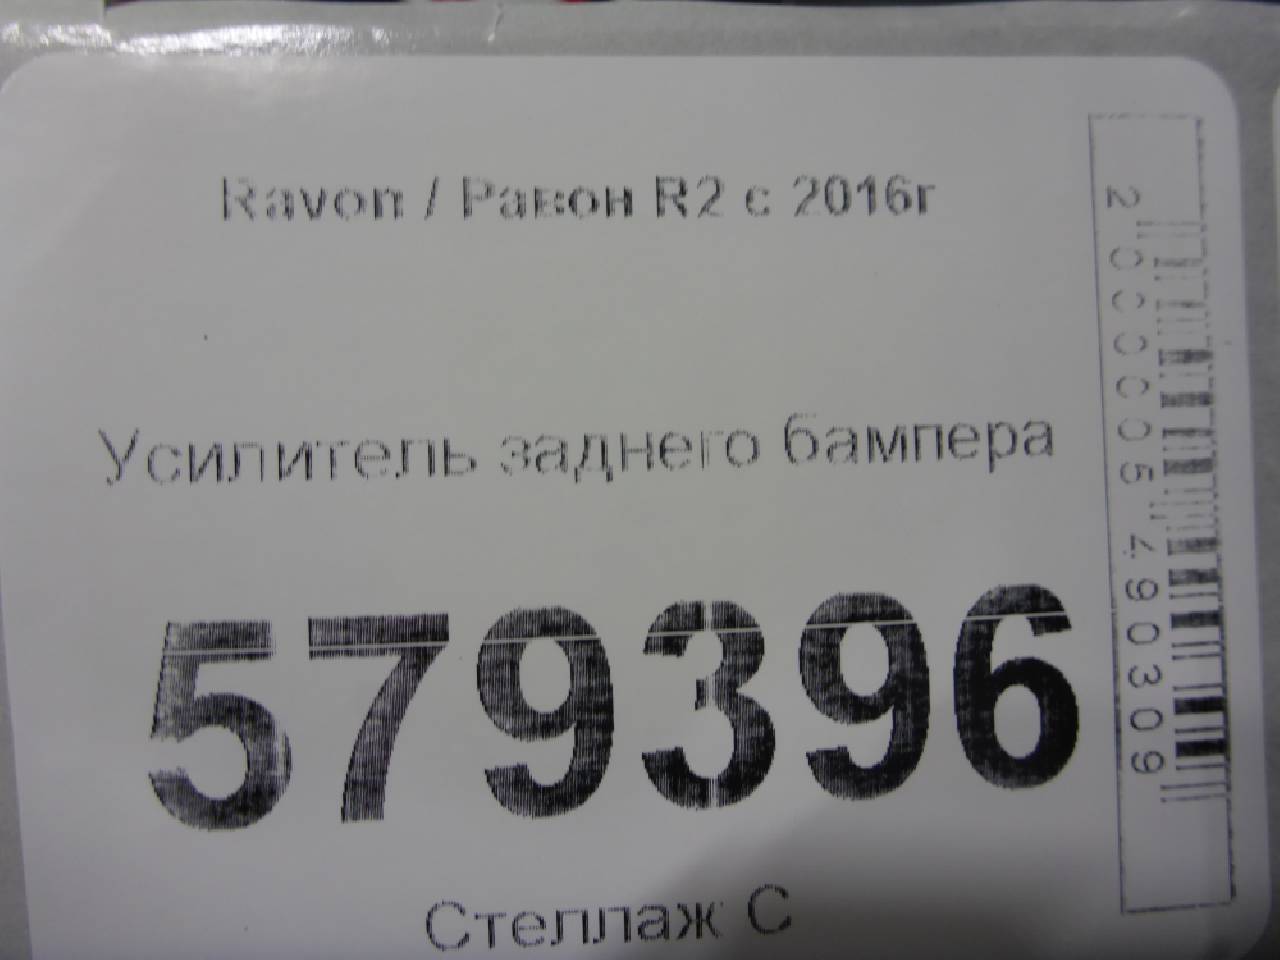 Ravon / Равон R2 с 2016г
Усилитель заднего бампера
579396
Стеллаж С
2000005490309